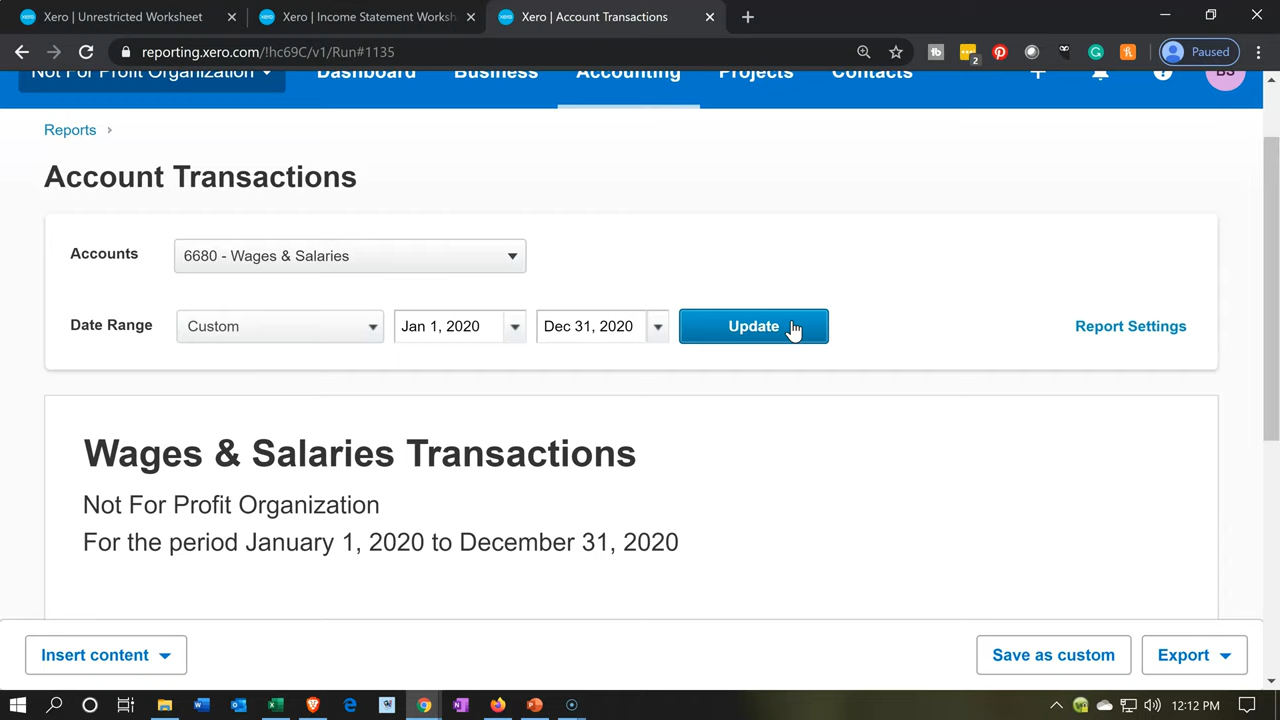 Xero | Unrestricted Worksheet
Xero | Income Statement Worksh
Xero | Account Transactions
reporting.xero.com/!hc69C/v1/Run#1135
2
Paused
Not For Profit Organization
Dashboard
Business
Accounting
Projects
Contacts
BS
Reports
Account Transactions
Accounts
6680 - Wages & Salaries
Date Range
Custom
Jan 1, 2020
Dec 31, 2020
Update
Report Settings
Wages & Salaries Transactions
Not For Profit Organization
For the period January 1, 2020 to December 31, 2020
Insert content
Save as custom
Export
12:12 PM